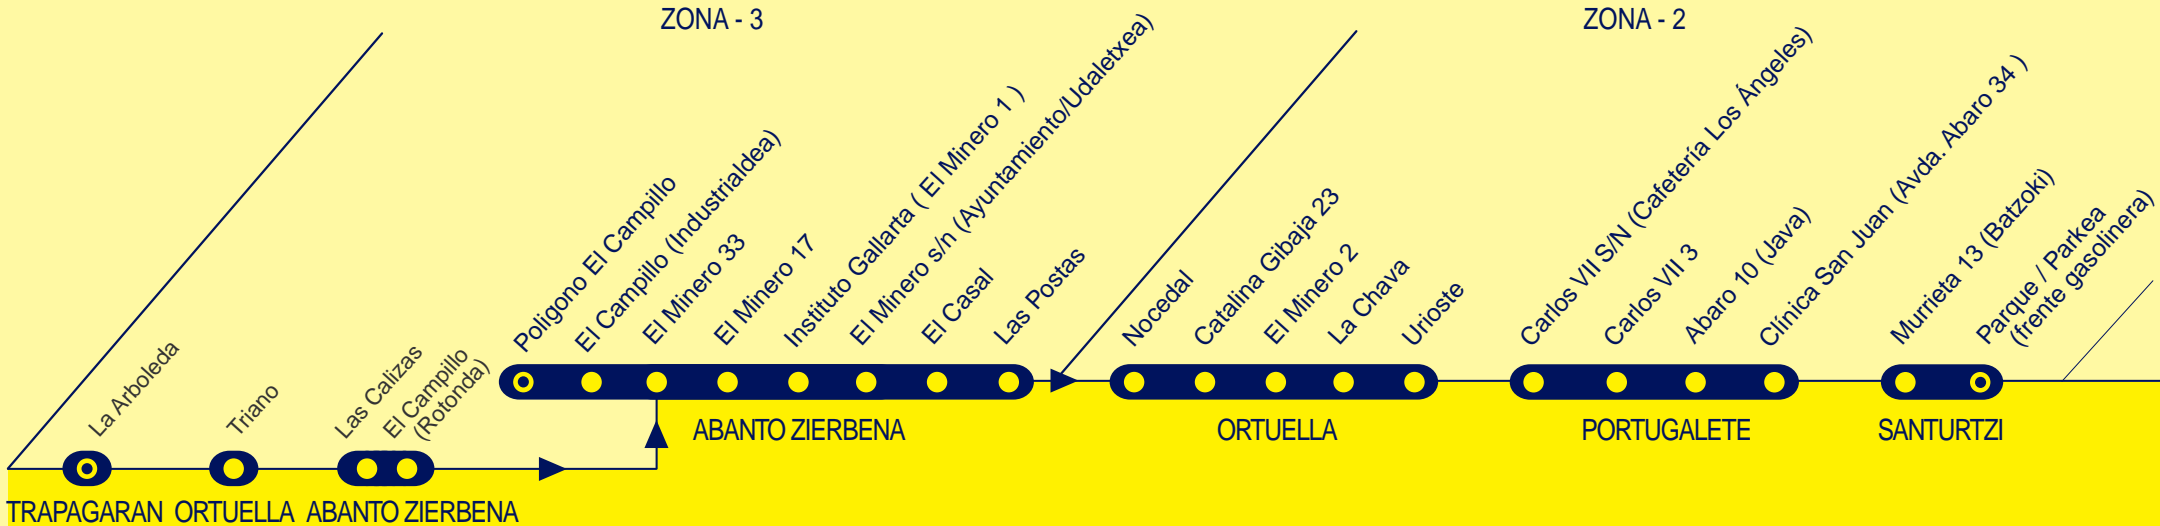 ZONA - 3
ZONA - 2
La Arboleda
Triano
Las Calizas
El Campillo
(Rotonda)
Poligono El Campillo
El Campillo (Industrialdea)
El Minero 33
El Minero 17
Instituto Gallarta ( El Minero 1 )
El Minero s/n (Ayuntamiento/Udaletxea)
El Casal
Las Postas
Nocedal
Catalina Gibaja 23
El Minero 2
La Chava
Urioste
Carlos VII S/N (Cafetería Los Ángeles)
Carlos VII 3
Abaro 10 (Java)
Clínica San Juan (Avda. Abaro 34 )
Murrieta 13 (Batzoki)
Parque / Parkea
(frente gasolinera)
ABANTO ZIERBENA
ORTUELLA
PORTUGALETE
SANTURTZI
TRAPAGARAN
ORTUELLA
ABANTO ZIERBENA